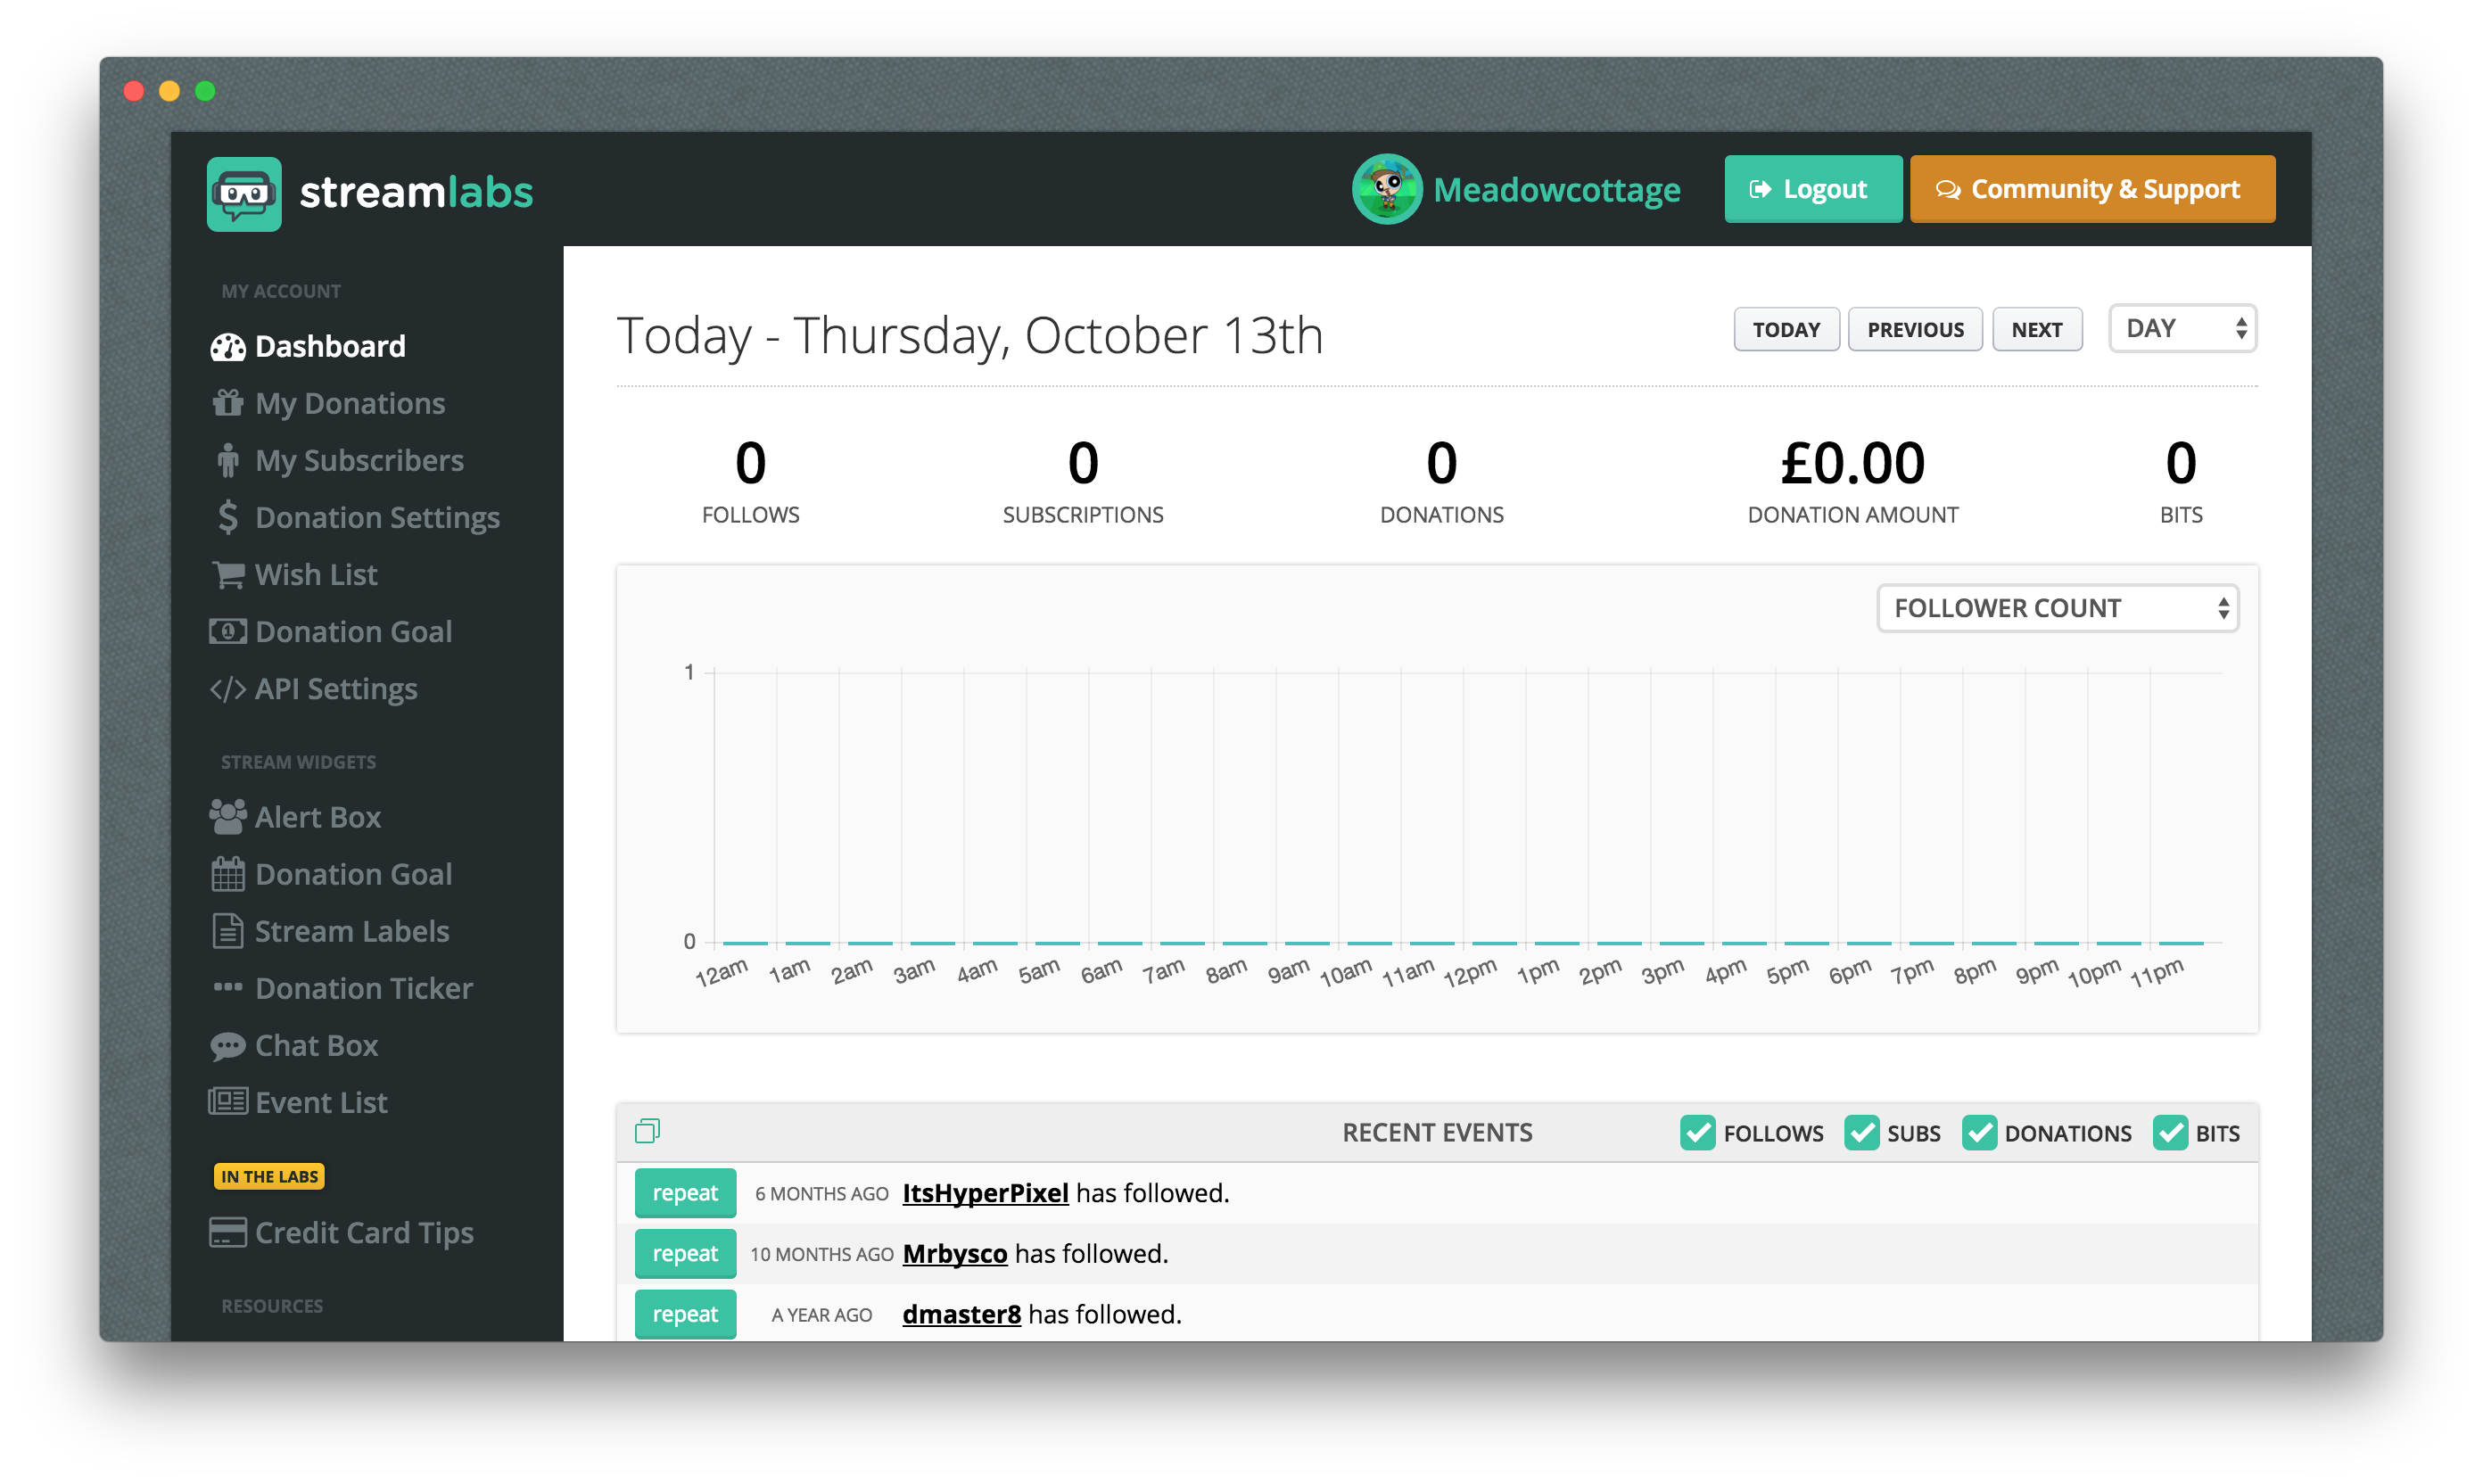 streamlabs
Meadowcottage
Logout
Community & Support
MY ACCOUNT
Dashboard
My Donations
My Subscribers
Donation Settings
Wish List
Donation Goal
API Settings
STREAM WIDGETS
Alert Box
Donation Goal
Stream Labels
Donation Ticker
Chat Box
Event List
IN THE LABS
Credit Card Tips
RESOURCES
Today - Thursday, October 13th
TODAY
PREVIOUS
NEXT
DAY
0
FOLLOWS
0
SUBSCRIPTIONS
0
DONATIONS
£0.00
DONATION AMOUNT
0
BITS
FOLLOWER COUNT
1
0
12am 1am 2am 3am 4am 5am 6am 7am 8am 9am 10am 11am 12pm 1pm 2pm 3pm 4pm 5pm 6pm 7pm 8pm 9pm 10pm 11pm
RECENT EVENTS
FOLLOWS SUBS DONATIONS BITS
repeat 6 MONTHS AGO ItsHyperPixel has followed.
repeat 10 MONTHS AGO Mrbysco has followed.
repeat A YEAR AGO dmaster8 has followed.